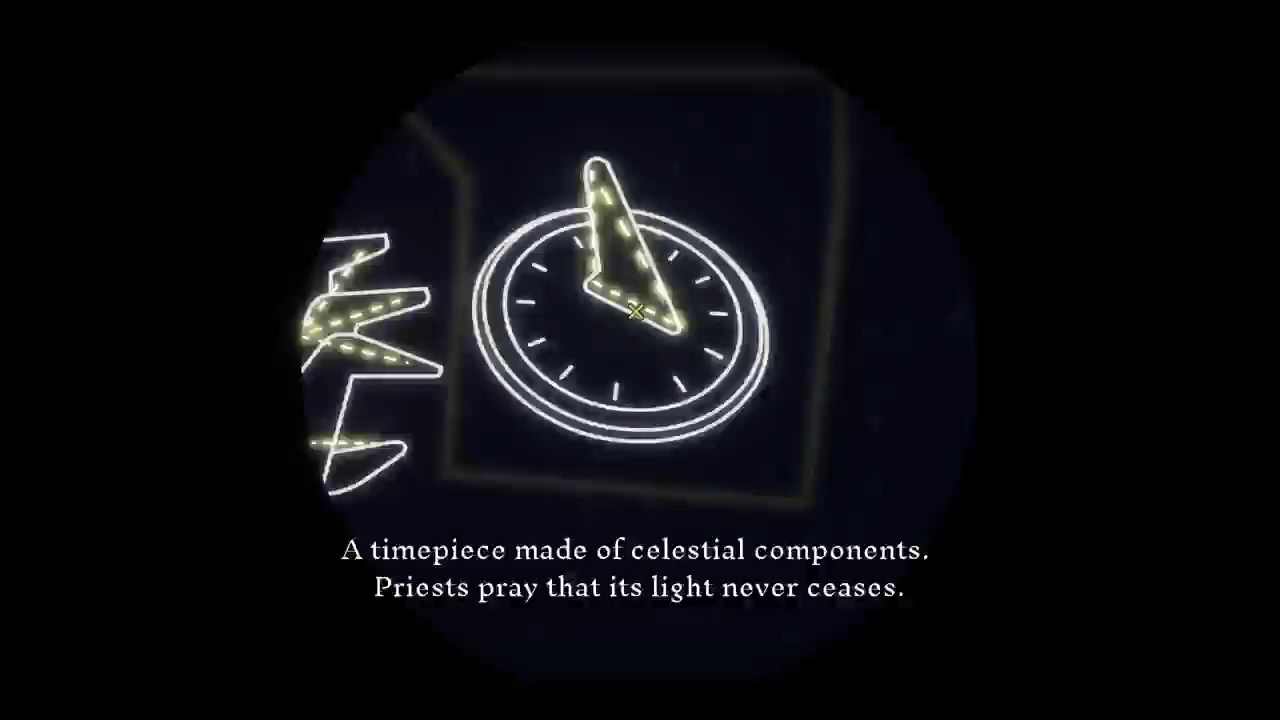 A timepiece made of celestial components.
Priests pray that its light never ceases.